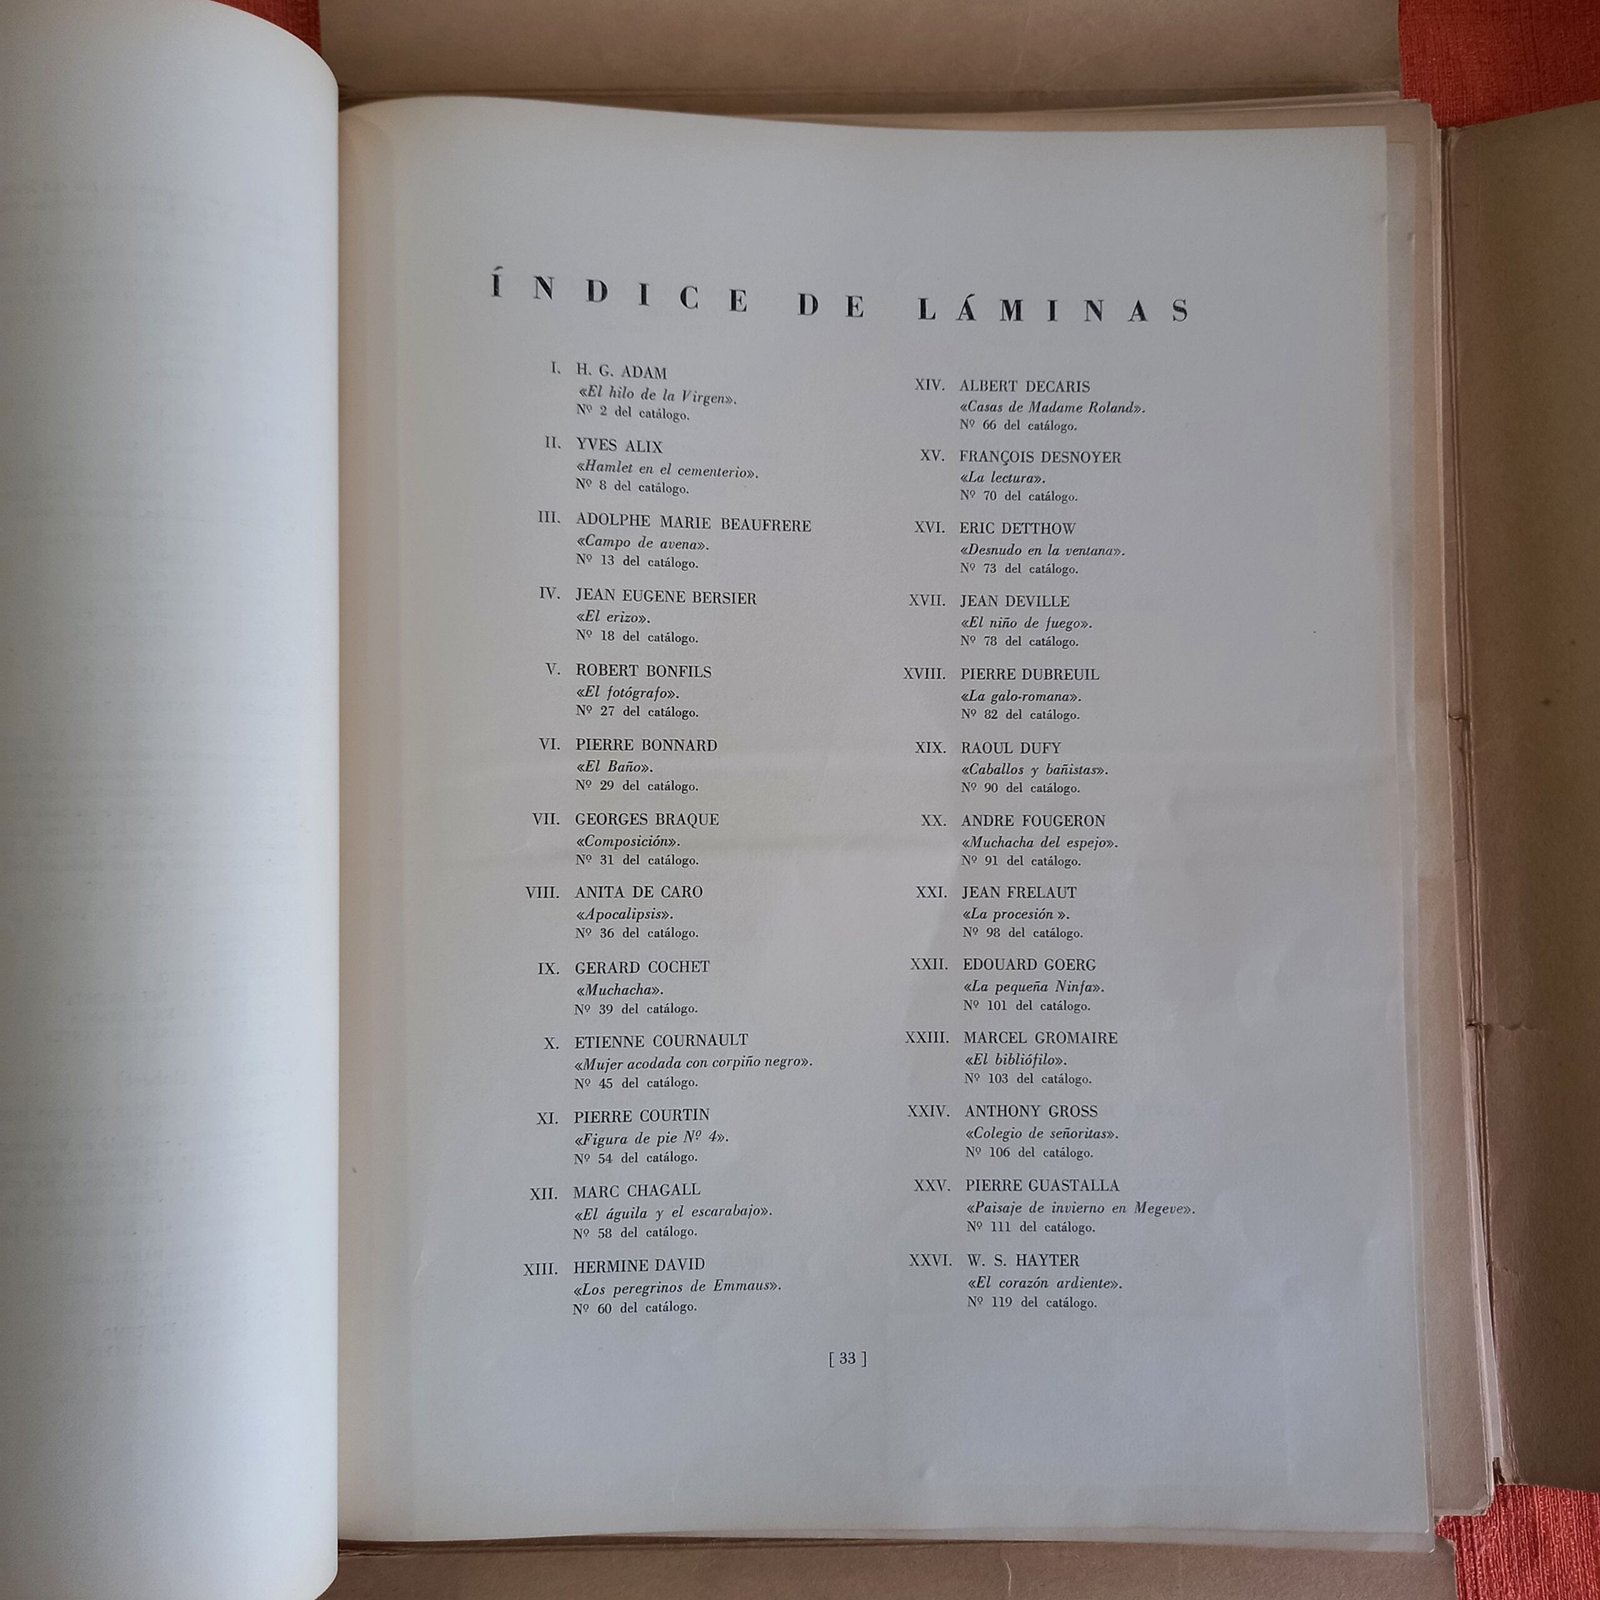 ÍNDICE DE LÁMINAS
I. H. G. ADAM
«El hilo de la Virgen».
Nº 2 del catálogo.
II. YVES ALIX
«Hamlet en el cementerio».
Nº 8 del catálogo.
III. ADOLPHE MARIE BEAUFRERE
«Campo de avena».
Nº 13 del catálogo.
IV. JEAN EUGENE BERSIER
«El erizo».
Nº 18 del catálogo.
V. ROBERT BONFILS
«El fotógrafo».
Nº 27 del catálogo.
VI. PIERRE BONNARD
«El Baño».
Nº 29 del catálogo.
VII. GEORGES BRAQUE
«Composición».
Nº 31 del catálogo.
VIII. ANITA DE CARO
«Apocalipsis».
Nº 36 del catálogo.
IX. GERARD COCHET
«Muchacha».
Nº 39 del catálogo.
X. ETIENNE COURNAULT
«Mujer acodada con corpiño negro».
Nº 45 del catálogo.
XI. PIERRE COURTIN
«Figura de pie Nº 4».
Nº 54 del catálogo.
XII. MARC CHAGALL
«El águila y el escarabajo».
Nº 58 del catálogo.
XIII. HERMINE DAVID
«Los peregrinos de Emmaus».
Nº 60 del catálogo.
XIV. ALBERT DECARIS
«Casas de Madame Roland».
Nº 66 del catálogo.
XV. FRANÇOIS DESNOYER
«La lectura».
Nº 70 del catálogo.
XVI. ERIC DETTHOW
«Desnudo en la ventana».
Nº 73 del catálogo.
XVII. JEAN DEVILLE
«El niño de fuego».
Nº 78 del catálogo.
XVIII. PIERRE DUBREUIL
«La galo-romana».
Nº 82 del catálogo.
XIX. RAOUL DUFY
«Caballos y bañistas».
Nº 90 del catálogo.
XX. ANDRE FOUGERON
«Muchacha del espejo».
Nº 91 del catálogo.
XXI. JEAN FRELAUT
«La procesión ».
Nº 98 del catálogo.
XXII. EDOUARD GOERG
«La pequeña Ninfa».
Nº 101 del catálogo.
XXIII. MARCEL GROMAIRE
«El bibliófilo».
Nº 103 del catálogo.
XXIV. ANTHONY GROSS
«Colegio de señoritas».
Nº 106 del catálogo.
XXV. PIERRE GUASTALLA
«Paisaje de invierno en Megeve».
Nº 111 del catálogo.
XXVI. W. S. HAYTER
«El corazón ardiente».
Nº 119 del catálogo.
[ 33 ]